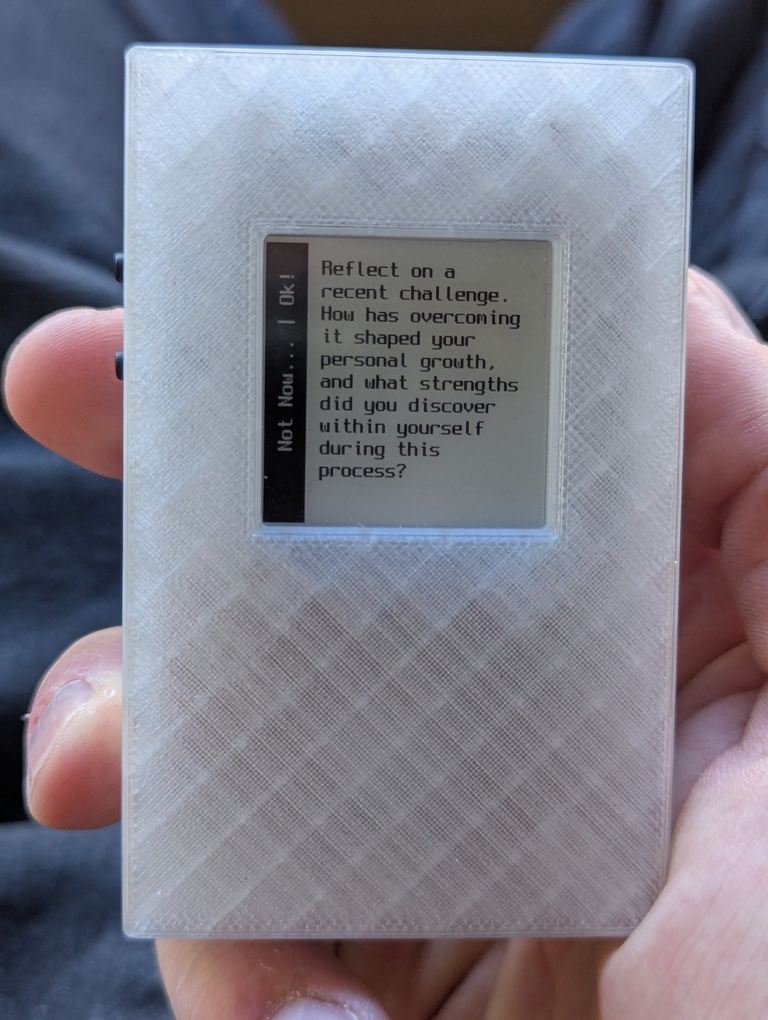 Not Now... | Ok!
Reflect on a
recent challenge.
How has overcoming
it shaped your
personal growth,
and what strengths
did you discover
within yourself
during this
process?